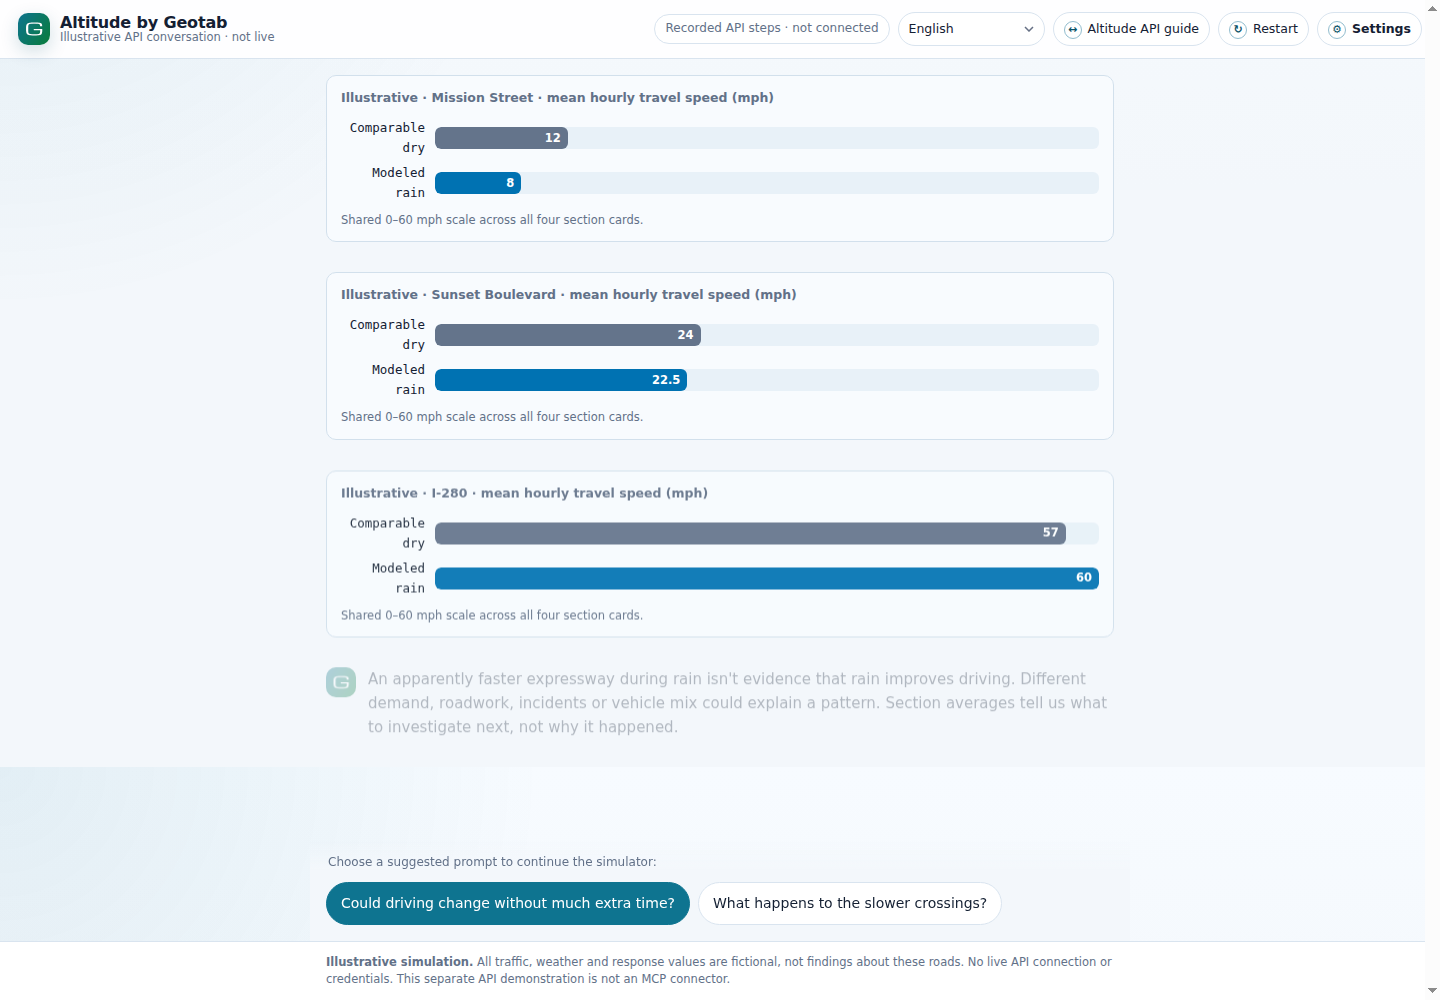 Altitude by Geotab
Illustrative API conversation · not live
Recorded API steps · not connected
English
Altitude API guide
Restart
Settings
Illustrative · Mission Street · mean hourly travel speed (mph)
Comparable
dry
12
Modeled
rain
8
Shared 0–60 mph scale across all four section cards.
Illustrative · Sunset Boulevard · mean hourly travel speed (mph)
Comparable
dry
24
Modeled
rain
22.5
Shared 0–60 mph scale across all four section cards.
Illustrative · I-280 · mean hourly travel speed (mph)
Comparable
dry
57
Modeled
rain
60
Shared 0–60 mph scale across all four section cards.
An apparently faster expressway during rain isn't evidence that rain improves driving. Different
demand, roadwork, incidents or vehicle mix could explain a pattern. Section averages tell us what
to investigate next, not why it happened.
Choose a suggested prompt to continue the simulator:
Could driving change without much extra time?
What happens to the slower crossings?
Illustrative simulation. All traffic, weather and response values are fictional, not findings about these roads. No live API connection or
credentials. This separate API demonstration is not an MCP connector.